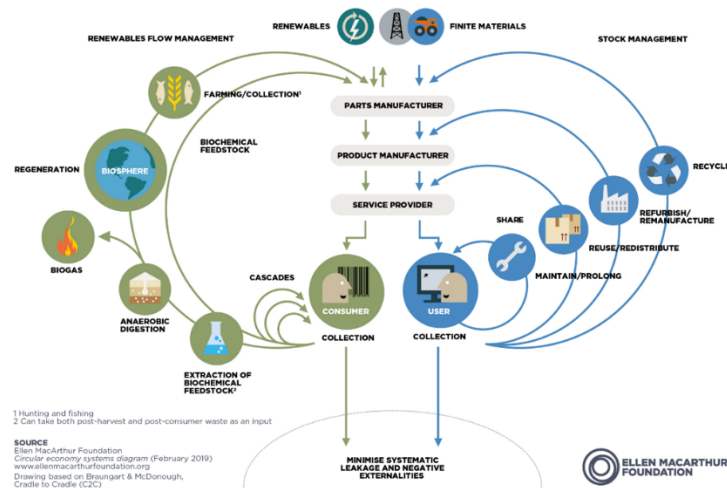 RENEWABLES
FINITE MATERIALS
RENEWABLES FLOW MANAGEMENT
STOCK MANAGEMENT
FARMING/COLLECTION¹
PARTS MANUFACTURER
BIOCHEMICAL
FEEDSTOCK
PRODUCT MANUFACTURER
REGENERATION
BIOSPHERE
RECYCLE
SERVICE PROVIDER
REFURBISH/
REMANUFACTURE
SHARE
REUSE/REDISTRIBUTE
BIOGAS
CASCADES
MAINTAIN/PROLONG
CONSUMER
USER
ANAEROBIC
DIGESTION
COLLECTION
COLLECTION
EXTRACTION OF
BIOCHEMICAL
FEEDSTOCK²
1 Hunting and fishing
2 Can take both post-harvest and post-consumer waste as an input
SOURCE
Ellen MacArthur Foundation
Circular economy systems diagram (February 2019)
www.ellenmacarthurfoundation.org
Drawing based on Braungart & McDonough,
Cradle to Cradle (C2C)
MINIMISE SYSTEMATIC
LEAKAGE AND NEGATIVE
EXTERNALITIES
ELLEN MACARTHUR
FOUNDATION